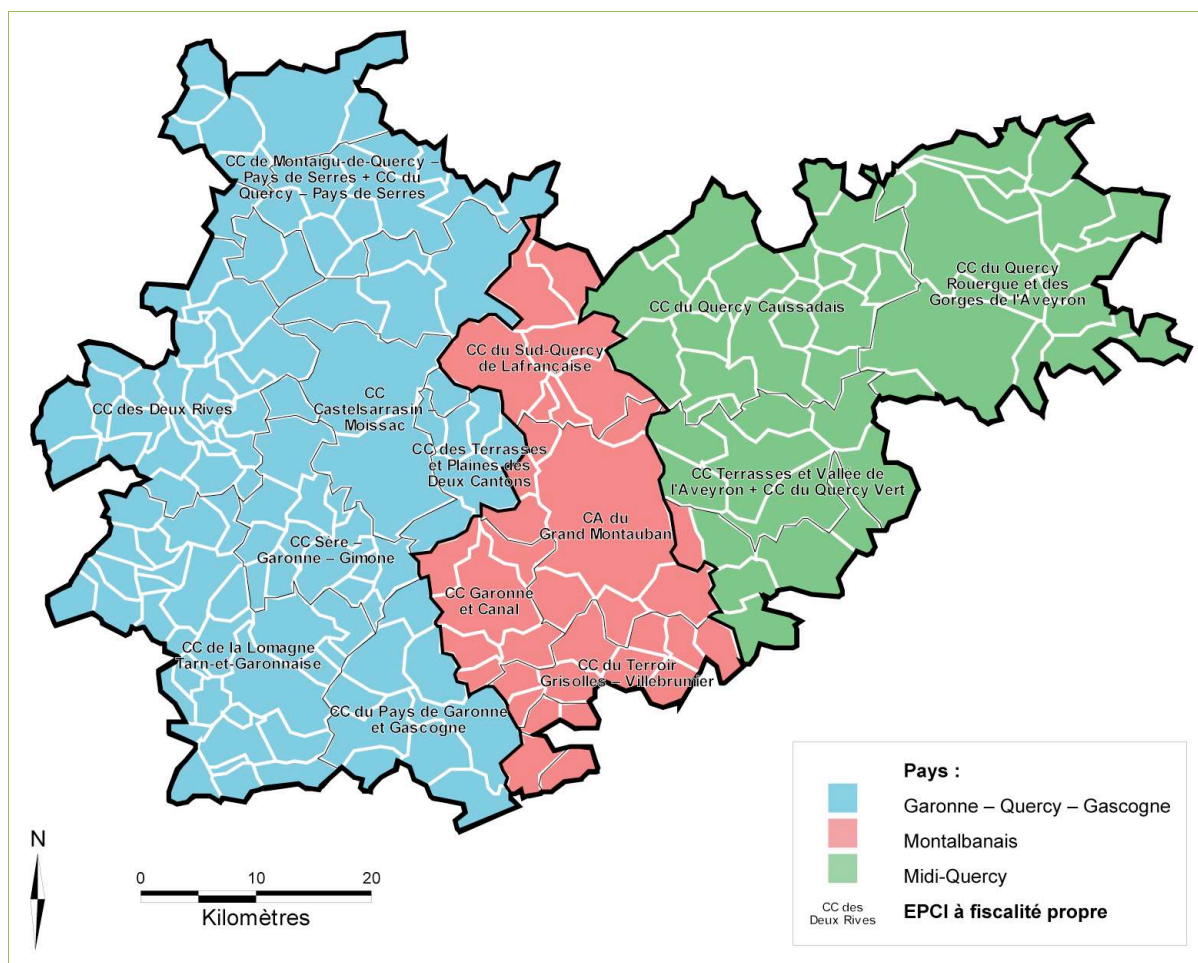 CC de Montaigu-de-Quercy –
Pays de Serres + CC du
Quercy – Pays de Serres
CC du Quercy
Rouergue et des
Gorges de l'Aveyron
CC du Quercy Caussadais
CC du Sud-Quercy
de Lafrançaise
CC des Deux Rives
CC
Castelsarrasin –
Moissac
CC des Terrasses
et Plaines des
Deux Cantons
CC Terrasses et Vallée de
l'Aveyron + CC du Quercy Vert
CA du
Grand Montauban
CC Sère –
Garonne – Gimone
CC Garonne
et Canal
CC de la Lomagne
Tarn-et-Garonnaise
CC du Terroir
Grisolles – Villebrumier
CC du Pays de Garonne
et Gascogne
N
0 10 20
Kilomètres
Pays :
Garonne – Quercy – Gascogne
Montalbanais
Midi-Quercy
CC des
Deux Rives
EPCI à fiscalité propre